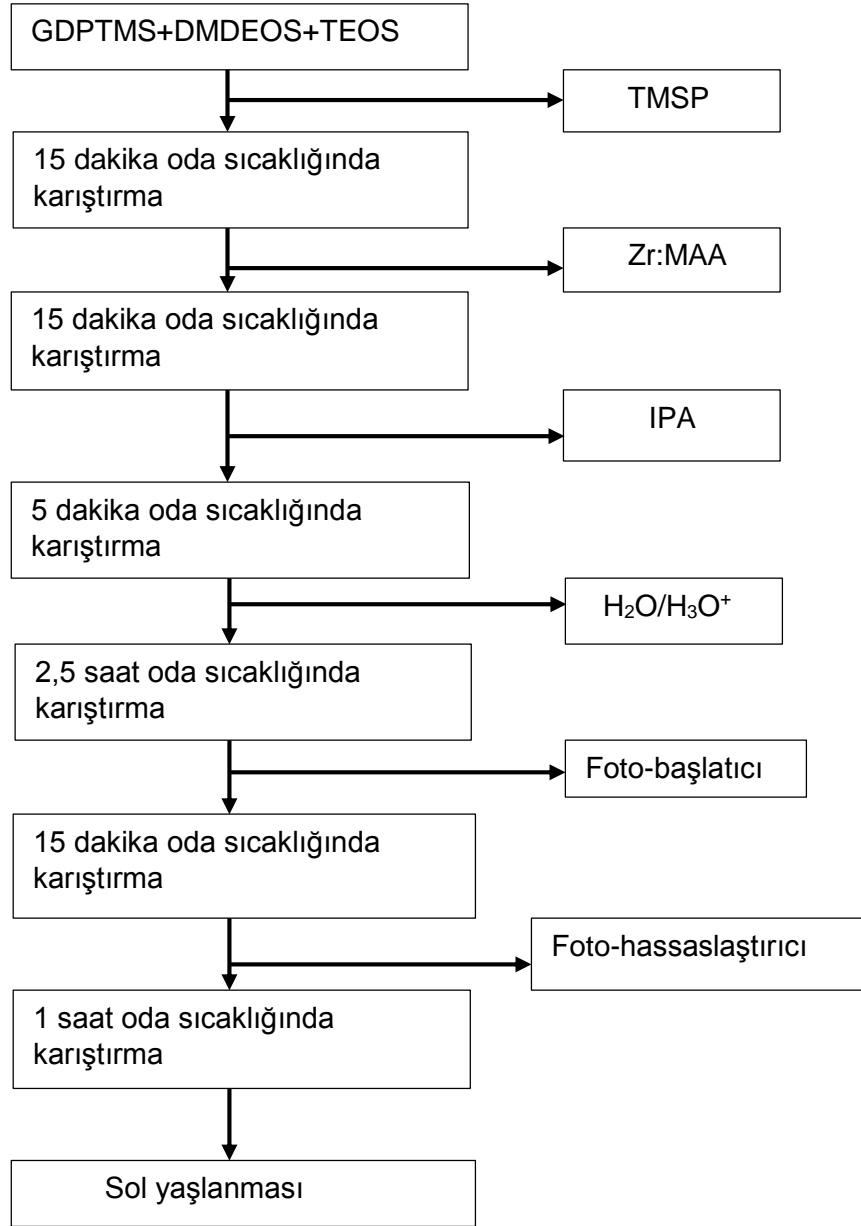 GDPTMS+DMDEOS+TEOS
TMSP
15 dakika oda sıcaklığında
karıştırma
Zr:MAA
15 dakika oda sıcaklığında
karıştırma
IPA
5 dakika oda sıcaklığında
karıştırma
H₂O/H₃O⁺
2,5 saat oda sıcaklığında
karıştırma
Foto-başlatıcı
15 dakika oda sıcaklığında
karıştırma
Foto-hassaslaştırıcı
1 saat oda sıcaklığında
karıştırma
Sol yaşlanması